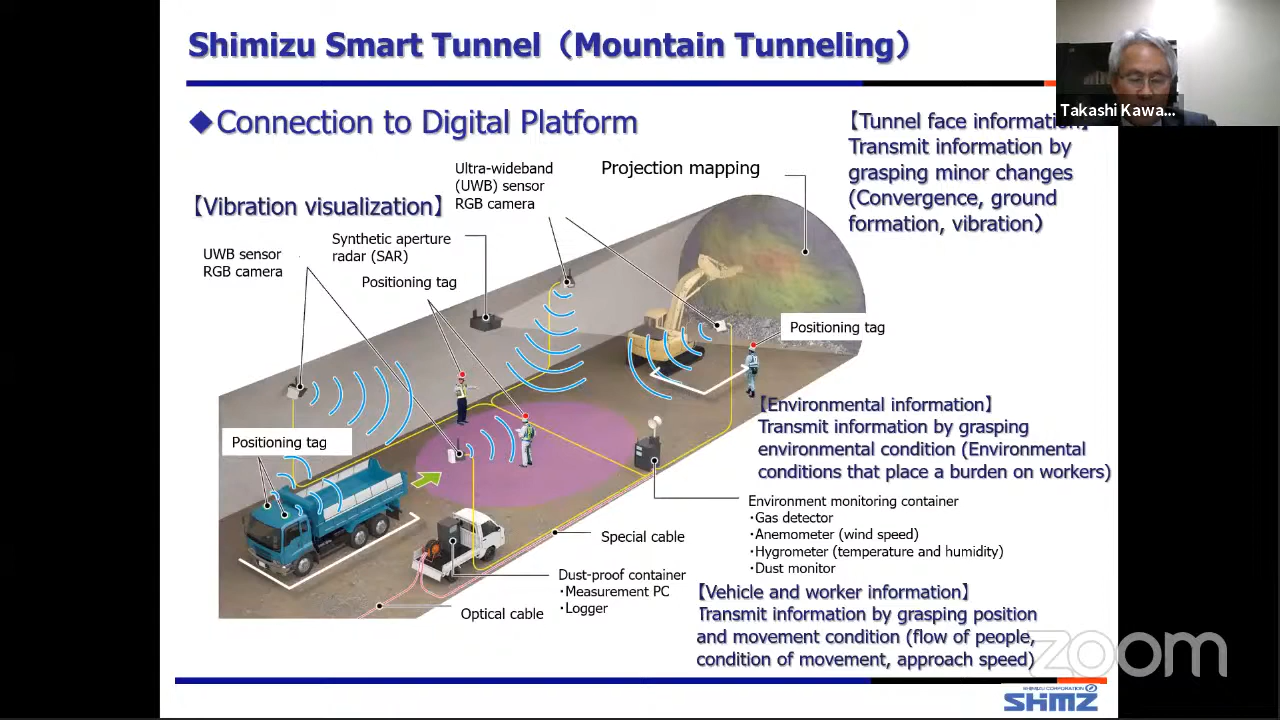 Shimizu Smart Tunnel（Mountain Tunneling）
Takashi Kawa...
◆Connection to Digital Platform
【Tunnel face information】
Transmit information by
grasping minor changes
(Convergence, ground
formation, vibration）
Ultra-wideband
(UWB) sensor
RGB camera
Projection mapping
【Vibration visualization】
UWB sensor
RGB camera
Synthetic aperture
radar (SAR)
Positioning tag
Positioning tag
Positioning tag
【Environmental information】
Transmit information by grasping
environmental condition (Environmental
conditions that place a burden on workers)
Environment monitoring container
・Gas detector
・Anemometer (wind speed)
・Hygrometer (temperature and humidity)
・Dust monitor
Special cable
Dust-proof container
・Measurement PC
・Logger
Optical cable
【Vehicle and worker information】
Transmit information by grasping position
and movement condition (flow of people,
condition of movement, approach speed)
zoom
SHIMIZU CORPORATION
SHIMZ